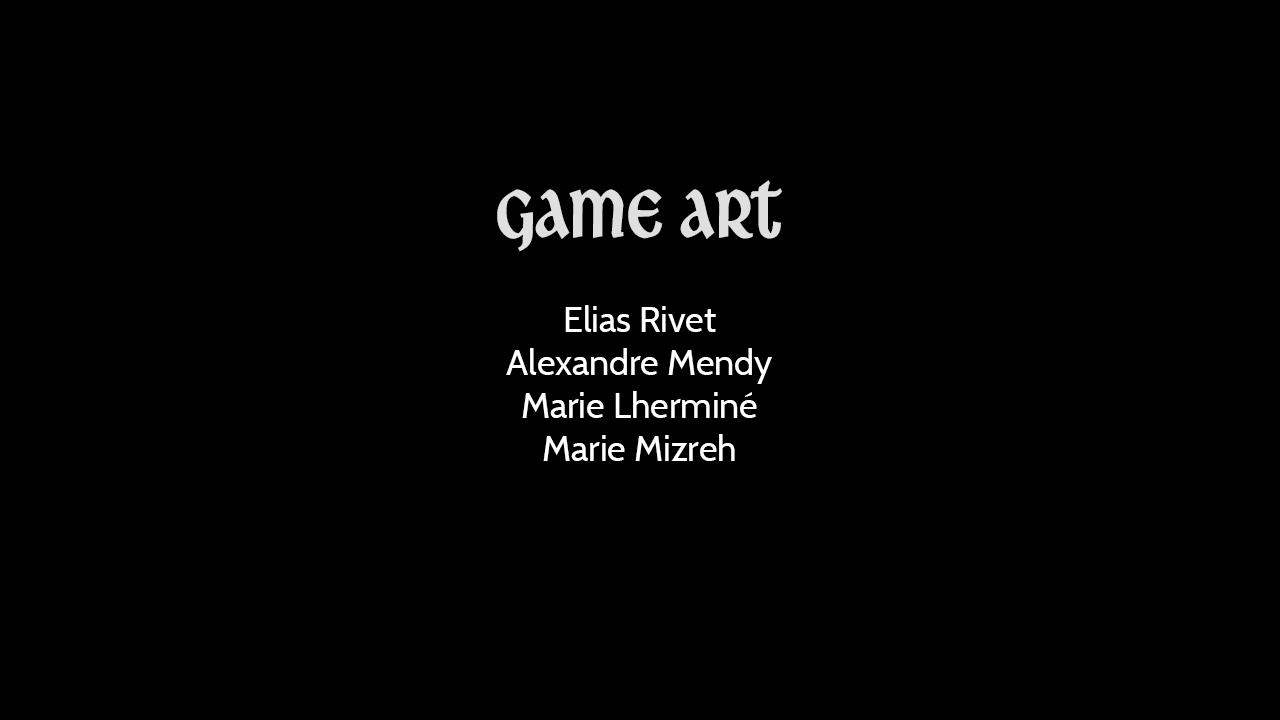 GAME ART
Elias Rivet
Alexandre Mendy
Marie Lherminé
Marie Mizreh